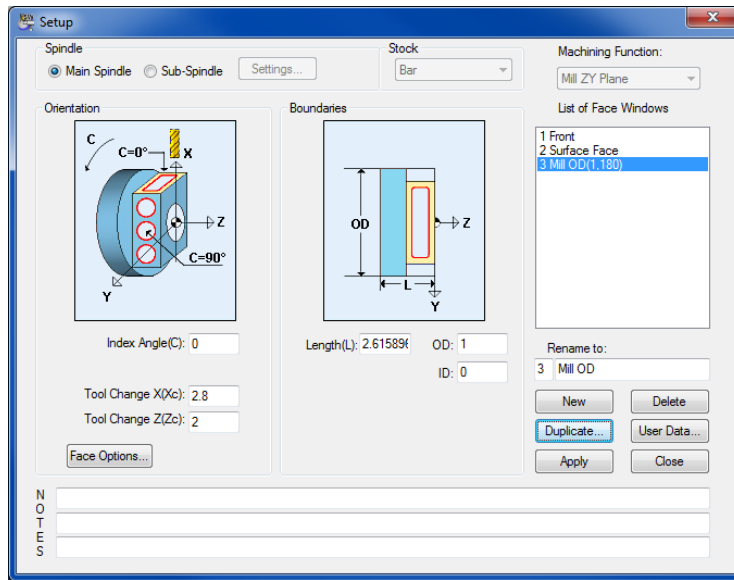 Setup
Spindle
Main Spindle
Sub-Spindle
Settings...
Stock
Bar
Machining Function:
Mill ZY Plane
Orientation
C
C=0°
X
Z
C=90°
Y
Index Angle(C): 0
Tool Change X(Xc): 2.8
Tool Change Z(Zc): 2
Face Options...
Boundaries
OD
Z
L
Y
Length(L): 2.615896
OD: 1
ID: 0
List of Face Windows
1 Front
2 Surface Face
3 Mill OD(1,180)
Rename to:
3 Mill OD
New
Delete
Duplicate...
User Data...
Apply
Close
NOTES